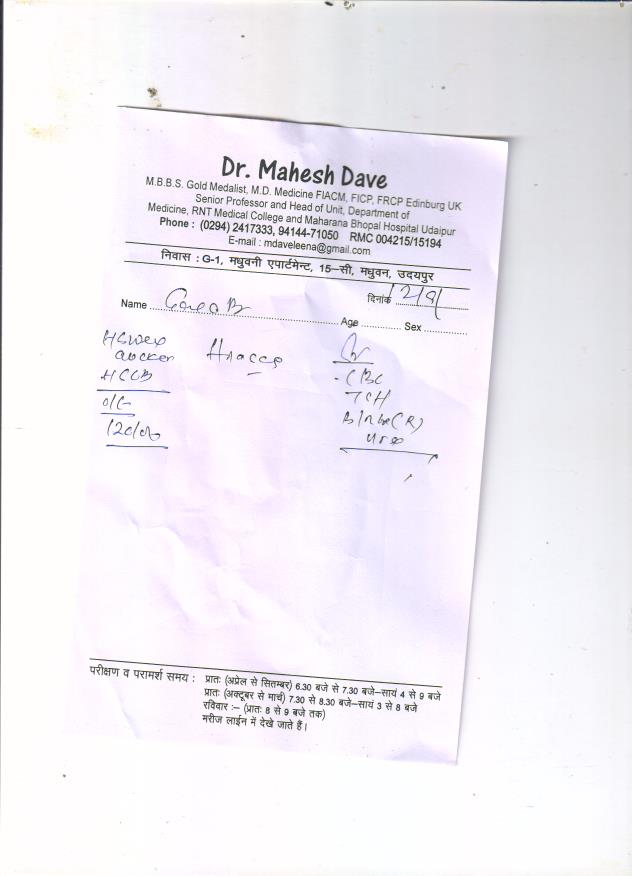 Dr. Mahesh Dave
M.B.B.S. Gold Medalist, M.D. Medicine FIACM, FICP, FRCP Edinburg UK
Senior Professor and Head of Unit, Department of
Medicine, RNT Medical College and Maharana Bhopal Hospital Udaipur
Phone : (0294) 2417333, 94144-71050 RMC 004215/15194
E-mail : mdaveleena@gmail.com
निवास : G-1, मधुवनी एपार्टमेन्ट, 15-सी, मधुवन, उदयपुर
दिनांक
Name Age Sex
CBC
TSH
परीक्षण व परामर्श समय : प्रातः (अप्रेल से सितम्बर) 6.30 बजे से 7.30 बजे-सायं 4 से 9 बजे
प्रातः (अक्टूबर से मार्च) 7.30 से 8.30 बजे-सायं 3 से 8 बजे
रविवार :- (प्रातः 8 से 9 बजे तक)
मरीज लाईन में देखे जाते हैं।